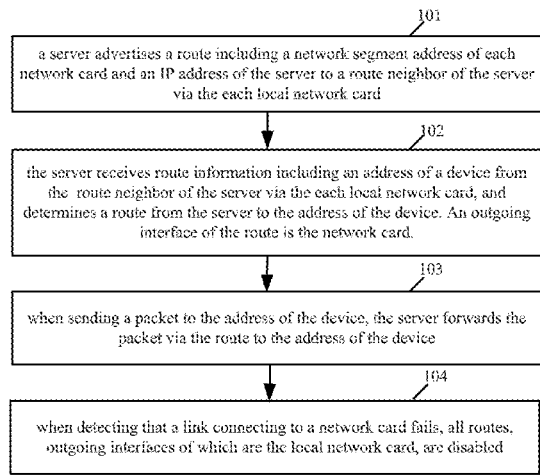 101
a server advertises a route including a network segment address of each
network card and an IP address of the server to a route neighbor of the server
via the each local network card
102
the server receives route information including an address of a device from
the route neighbor of the server via the each local network card, and
determines a route from the server to the address of the device. An outgoing
interface of the route is the network card.
103
when sending a packet to the address of the device, the server forwards the
packet via the route to the address of the device
104
when detecting that a link connecting to a network card fails, all routes,
outgoing interfaces of which are the local network card, are disabled